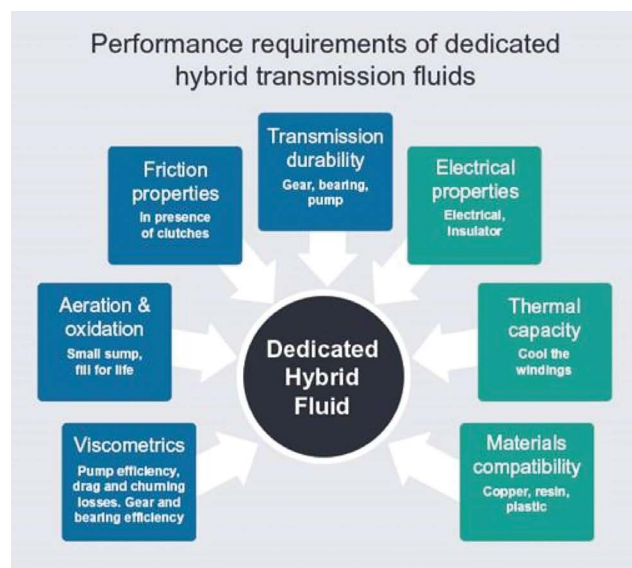 Performance requirements of dedicated
hybrid transmission fluids
Transmission
durability
Gear, bearing,
pump
Friction
properties
In presence
of clutches
Electrical
properties
Electrical,
Insulator
Aeration &
oxidation
Small sump,
fill for life
Thermal
capacity
Cool the
windings
Dedicated
Hybrid
Fluid
Viscometrics
Pump efficiency,
drag and churning
losses. Gear and
bearing efficiency
Materials
compatibility
Copper, resin,
plastic